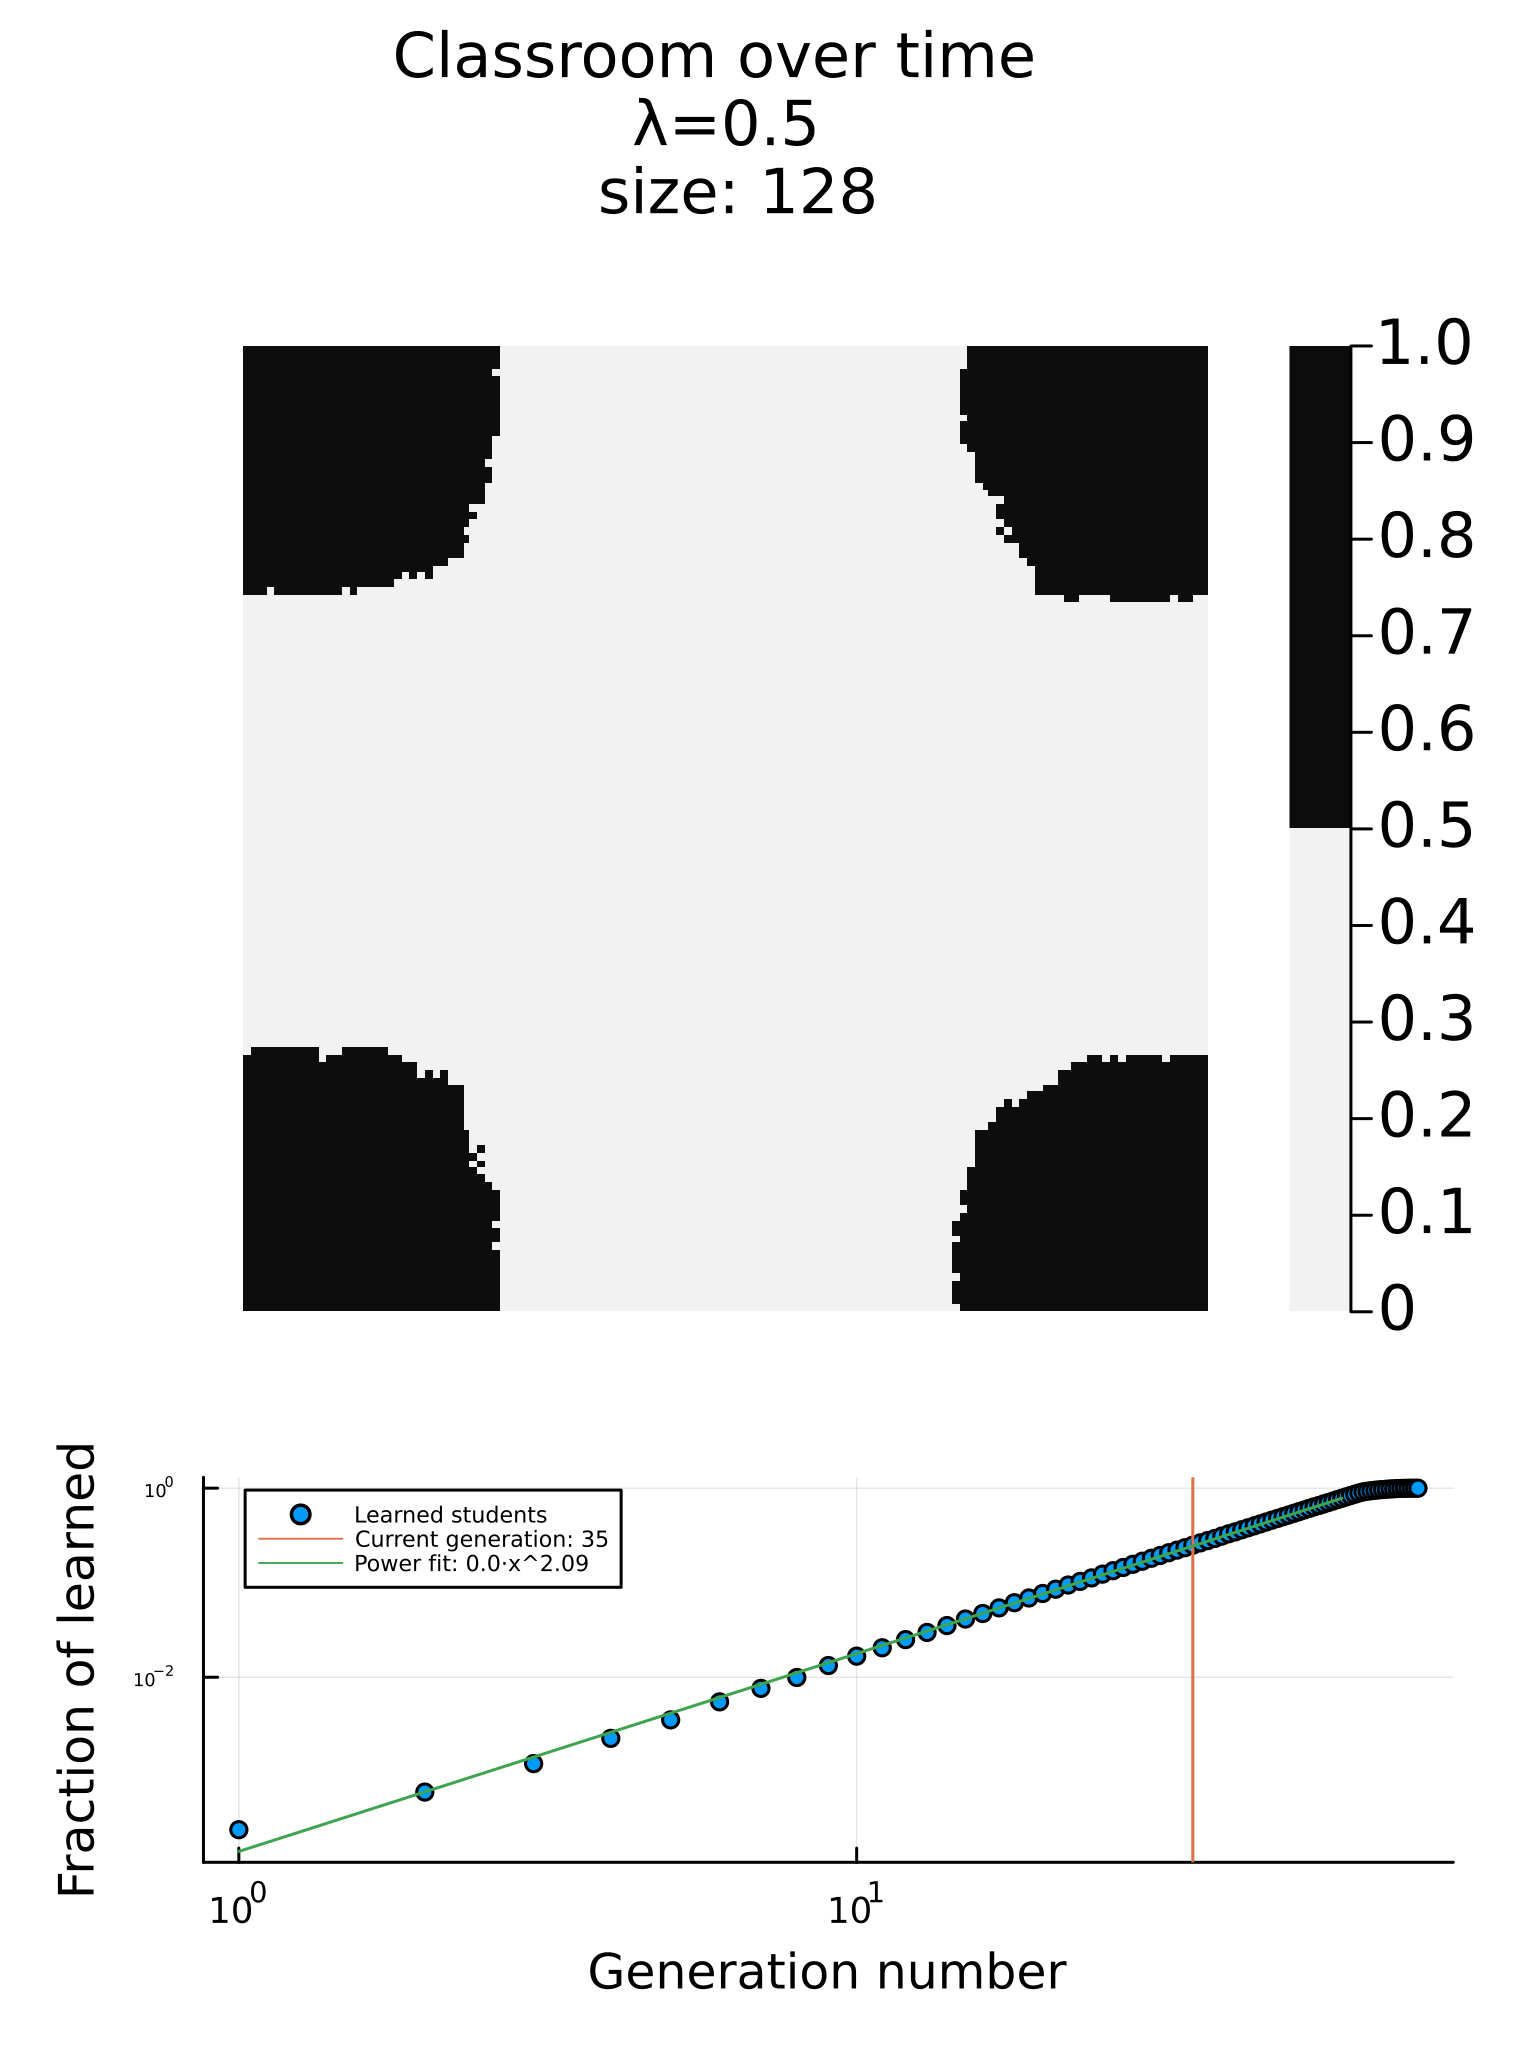 Classroom over time
λ=0.5
size: 128
1.0
0.9
0.8
0.7
0.6
0.5
0.4
0.3
0.2
0.1
0
Fraction of learned
10^0
10^−2
Learned students
Current generation: 35
Power fit: 0.0·x^2.09
10^0
10^1
Generation number